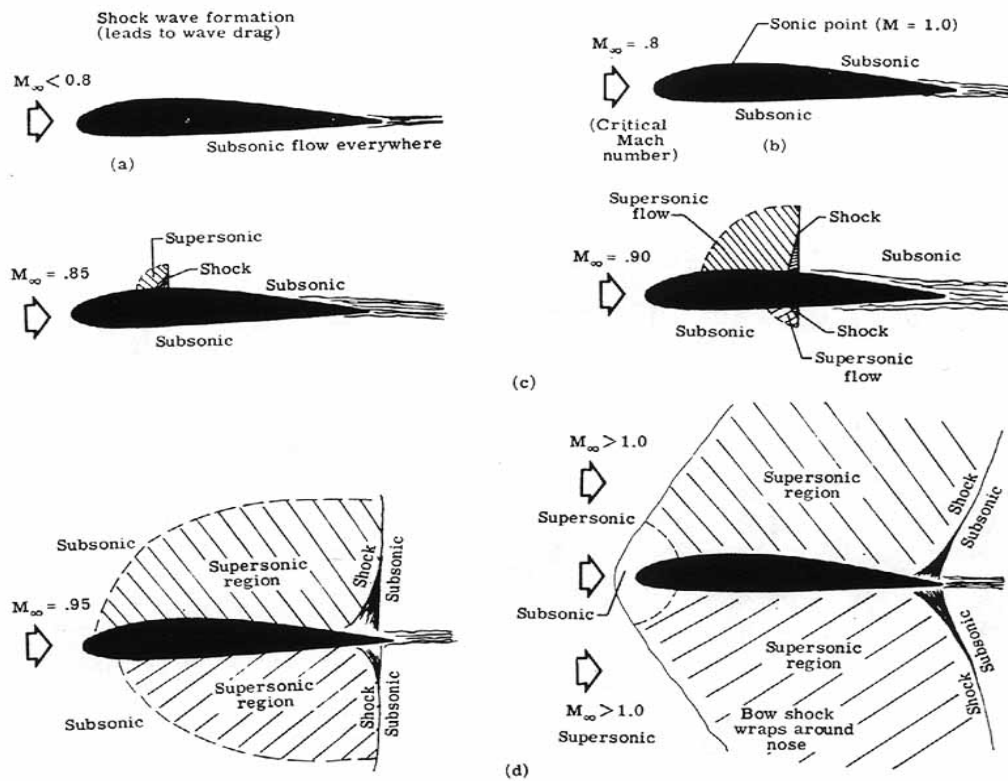 Shock wave formation
(leads to wave drag)
M∞ < 0.8
Subsonic flow everywhere
(a)
Sonic point (M = 1.0)
M∞ = .8
Subsonic
Subsonic
(Critical
Mach
number)
(b)
Supersonic
Shock
M∞ = .85
Subsonic
Subsonic
Supersonic
flow
Shock
M∞ = .90
Subsonic
Subsonic
Shock
Supersonic
flow
(c)
Subsonic
Supersonic
region
Shock
Subsonic
M∞ = .95
Supersonic
region
Shock
Subsonic
Subsonic
M∞ > 1.0
Supersonic
Supersonic
region
Shock
Subsonic
Subsonic
Supersonic
region
Shock
Subsonic
M∞ > 1.0
Supersonic
Bow shock
wraps around
nose
(d)